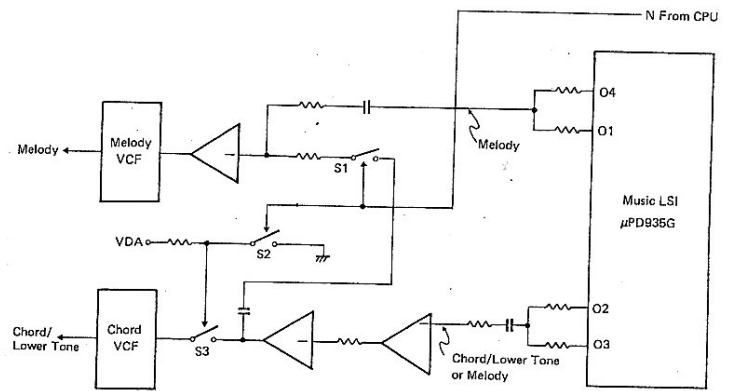 N From CPU
O4
O1
Melody
VCF
Melody
Melody
S1
Music LSI
μPD935G
VDA
S2
O2
O3
Chord
VCF
Chord/
Lower Tone
S3
Chord/Lower Tone
or Melody